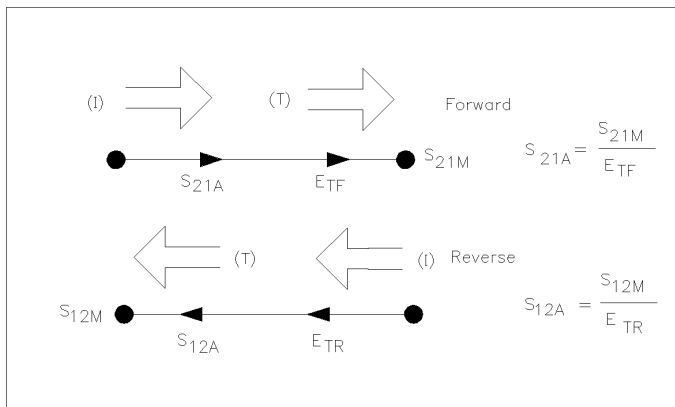 (I) (T) Forward
S21A = S21M / ETF
S21A ETF S21M
(T) (I) Reverse
S12A = S12M / ETR
S12M S12A ETR